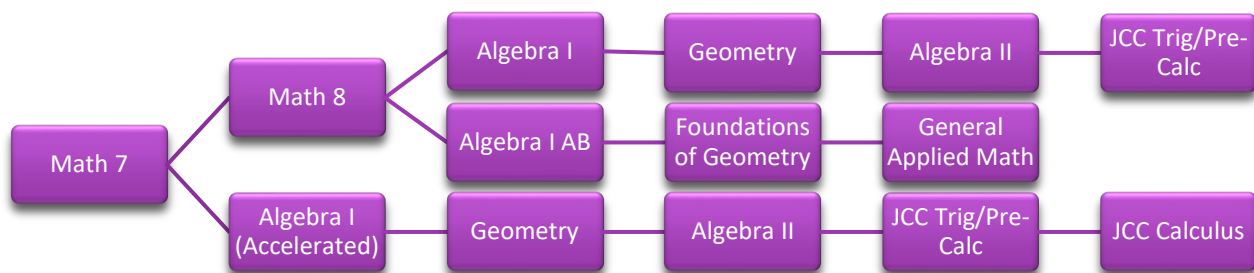 Math 7
Math 8
Algebra I
Geometry
Algebra II
JCC Trig/Pre-
Calc
Algebra I AB
Foundations
of Geometry
General
Applied Math
Algebra I
(Accelerated)
Geometry
Algebra II
JCC Trig/Pre-
Calc
JCC Calculus